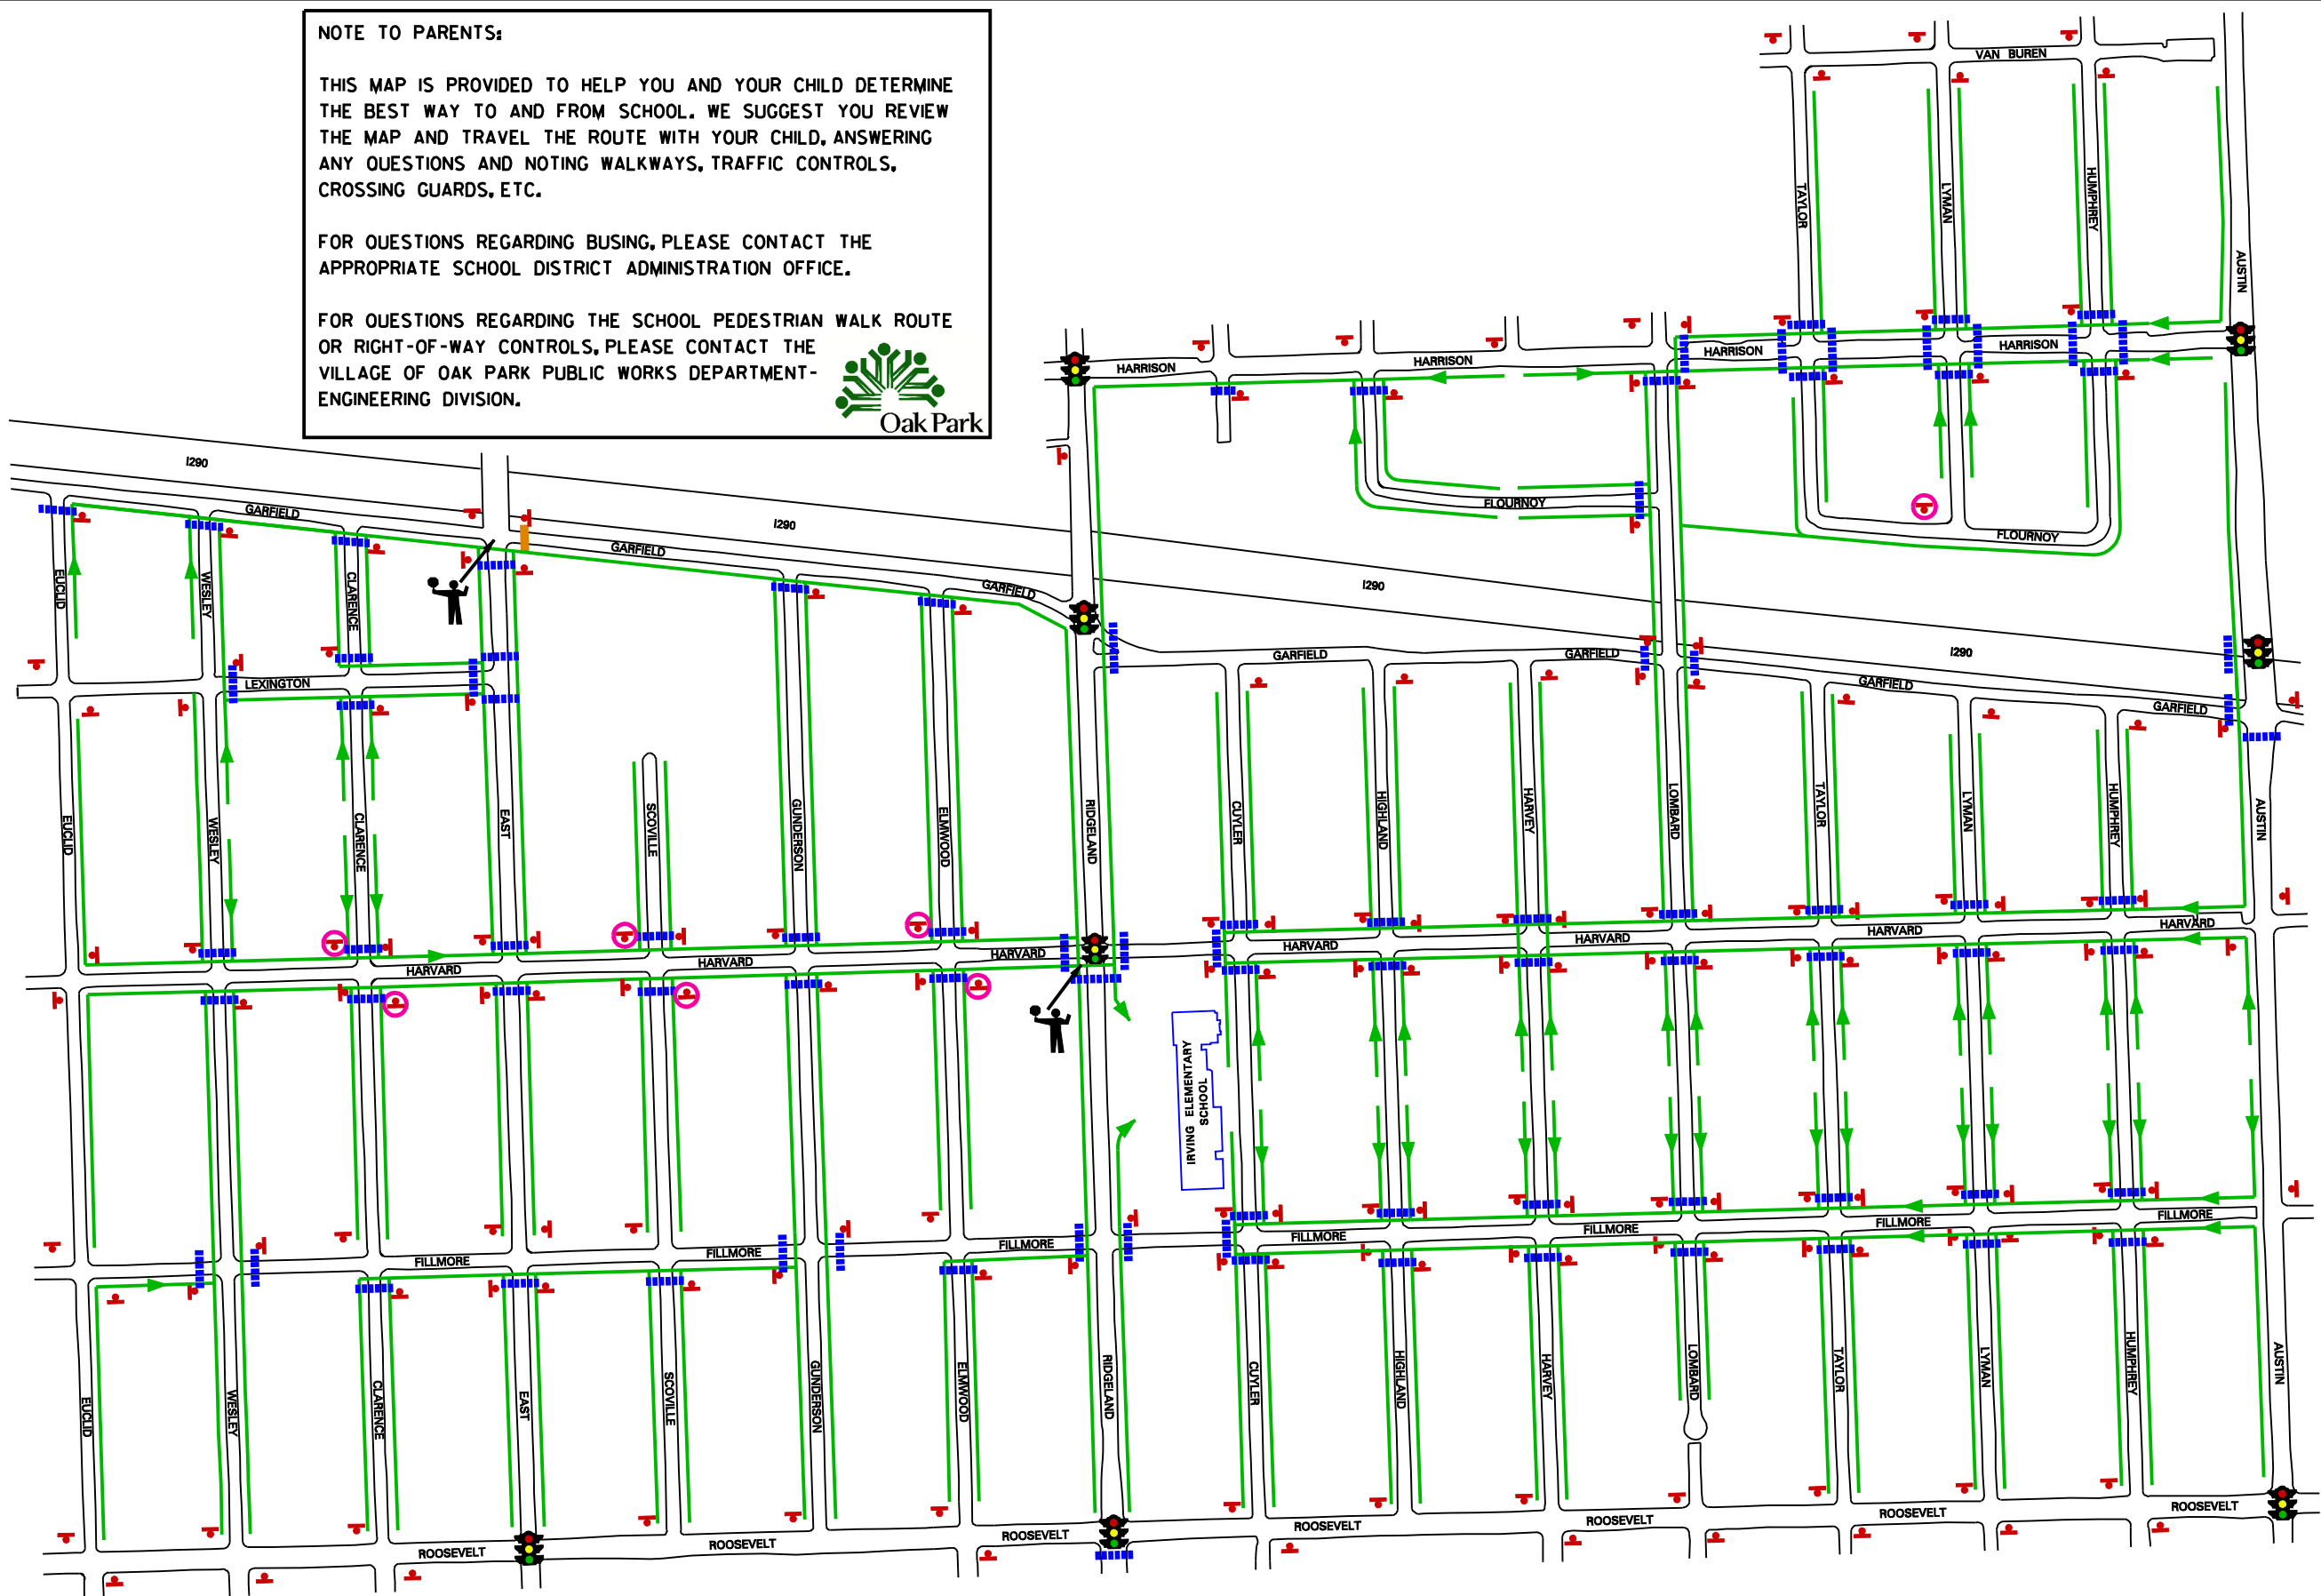 NOTE TO PARENTS:
THIS MAP IS PROVIDED TO HELP YOU AND YOUR CHILD DETERMINE
THE BEST WAY TO AND FROM SCHOOL. WE SUGGEST YOU REVIEW
THE MAP AND TRAVEL THE ROUTE WITH YOUR CHILD, ANSWERING
ANY QUESTIONS AND NOTING WALKWAYS, TRAFFIC CONTROLS,
CROSSING GUARDS, ETC.
FOR QUESTIONS REGARDING BUSING, PLEASE CONTACT THE
APPROPRIATE SCHOOL DISTRICT ADMINISTRATION OFFICE.
FOR QUESTIONS REGARDING THE SCHOOL PEDESTRIAN WALK ROUTE
OR RIGHT-OF-WAY CONTROLS, PLEASE CONTACT THE
VILLAGE OF OAK PARK PUBLIC WORKS DEPARTMENT-
ENGINEERING DIVISION.
Oak Park
VAN BUREN
TAYLOR
LYMAN
HUMPHREY
AUSTIN
HARRISON
HARRISON
HARRISON
HARRISON
I290
I290
I290
I290
GARFIELD
GARFIELD
GARFIELD
FLOURNOY
FLOURNOY
EUCLID
WESLEY
CLARENCE
GARFIELD
GARFIELD
GARFIELD
GARFIELD
LEXINGTON
EUCLID
WESLEY
CLARENCE
EAST
SCOVILLE
GUNDERSON
ELMWOOD
RIDGELAND
CUYLER
HIGHLAND
HARVEY
LOMBARD
TAYLOR
LYMAN
HUMPHREY
AUSTIN
HARVARD
HARVARD
HARVARD
HARVARD
HARVARD
HARVARD
HARVARD
IRVING ELEMENTARY
SCHOOL
FILLMORE
FILLMORE
FILLMORE
FILLMORE
FILLMORE
FILLMORE
FILLMORE
EUCLID
WESLEY
CLARENCE
EAST
SCOVILLE
GUNDERSON
ELMWOOD
RIDGELAND
CUYLER
HIGHLAND
HARVEY
LOMBARD
TAYLOR
LYMAN
HUMPHREY
AUSTIN
ROOSEVELT
ROOSEVELT
ROOSEVELT
ROOSEVELT
ROOSEVELT
ROOSEVELT
ROOSEVELT